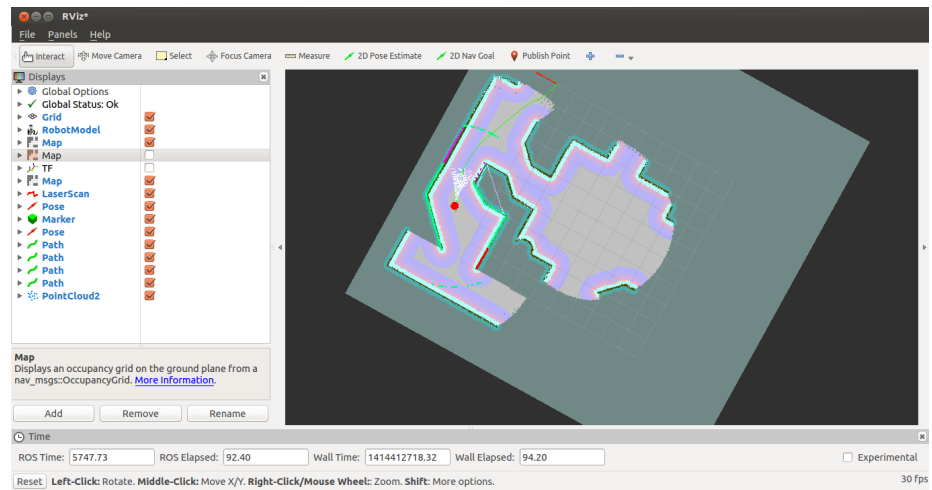 RViz*
File Panels Help
Interact Move Camera Select Focus Camera Measure 2D Pose Estimate 2D Nav Goal Publish Point
Displays
Global Options
Global Status: Ok
Grid
RobotModel
Map
Map
TF
Map
LaserScan
Pose
Marker
Pose
Path
Path
Path
Path
PointCloud2
Map
Displays an occupancy grid on the ground plane from a
nav_msgs::OccupancyGrid. More Information.
Add Remove Rename
Time
ROS Time: 5747.73 ROS Elapsed: 92.40 Wall Time: 1414412718.32 Wall Elapsed: 94.20 Experimental
Reset Left-Click: Rotate. Middle-Click: Move X/Y. Right-Click/Mouse Wheel:: Zoom. Shift: More options. 30 fps